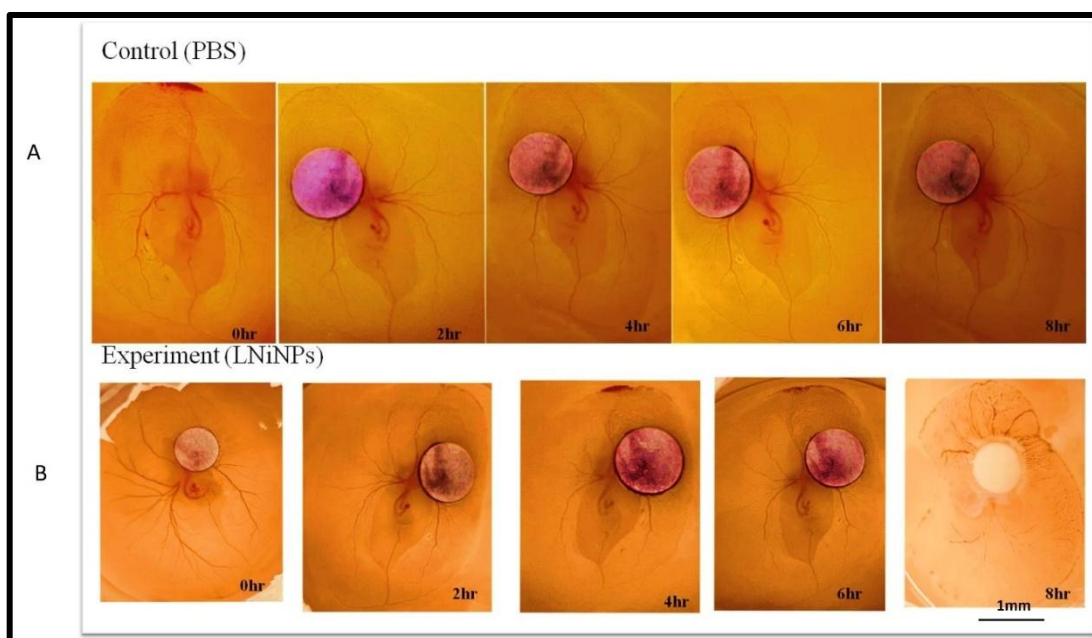 Control (PBS)
A
0hr
2hr
4hr
6hr
8hr
Experiment (LNiNPs)
B
0hr
2hr
4hr
6hr
8hr
1mm